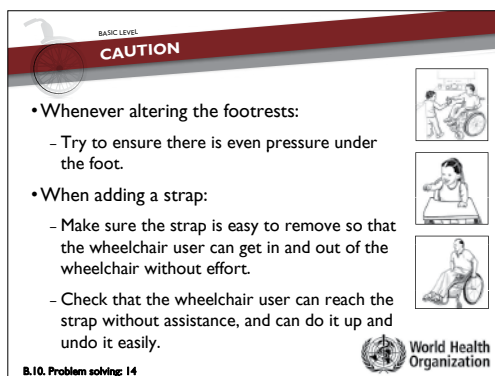 BASIC LEVEL
CAUTION
•Whenever altering the footrests:
– Try to ensure there is even pressure under
the foot.
•When adding a strap:
– Make sure the strap is easy to remove so that
the wheelchair user can get in and out of the
wheelchair without effort.
– Check that the wheelchair user can reach the
strap without assistance, and can do it up and
undo it easily.
World Health
Organization
B.10. Problem solving: 14